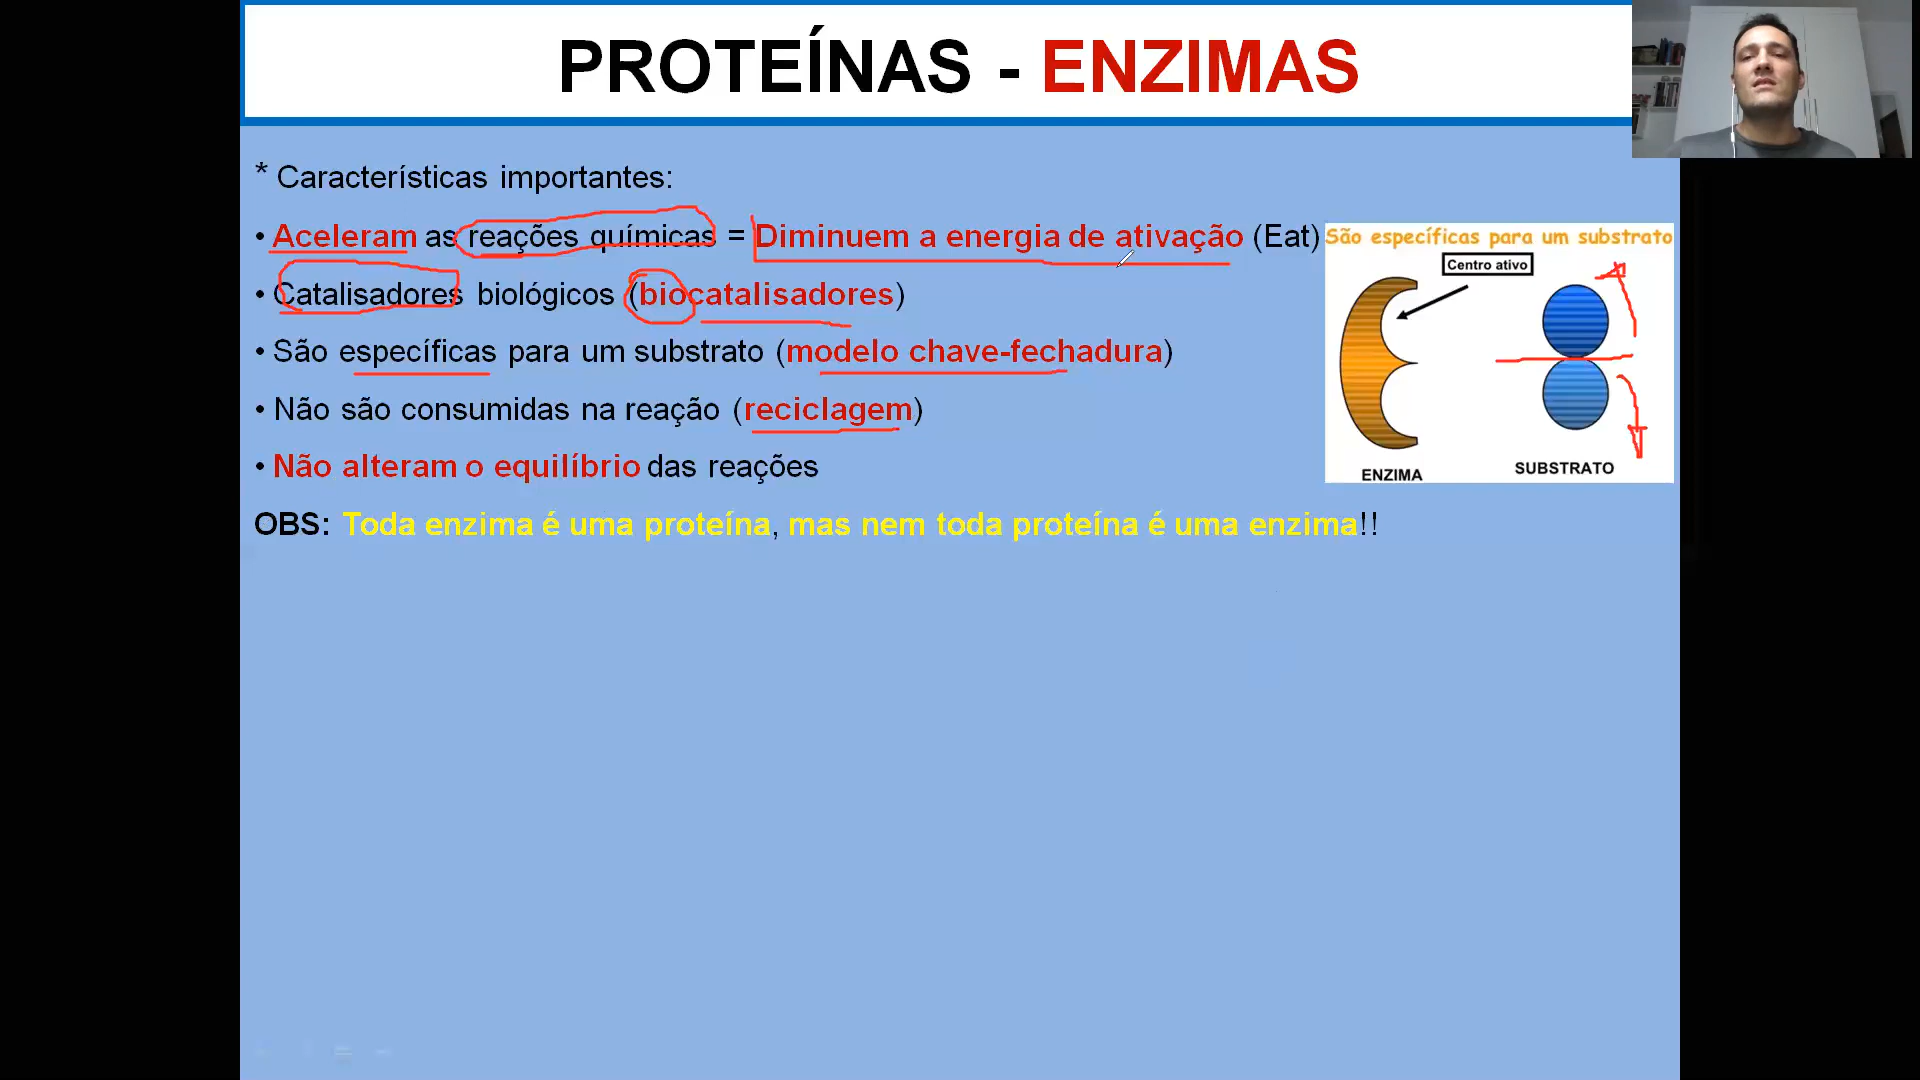 PROTEÍNAS - ENZIMAS
* Características importantes:
• Aceleram as reações químicas = Diminuem a energia de ativação (Eat)
• Catalisadores biológicos (biocatalisadores)
• São específicas para um substrato (modelo chave-fechadura)
• Não são consumidas na reação (reciclagem)
• Não alteram o equilíbrio das reações
OBS: Toda enzima é uma proteína, mas nem toda proteína é uma enzima!!
São específicas para um substrato
Centro ativo
ENZIMA
SUBSTRATO